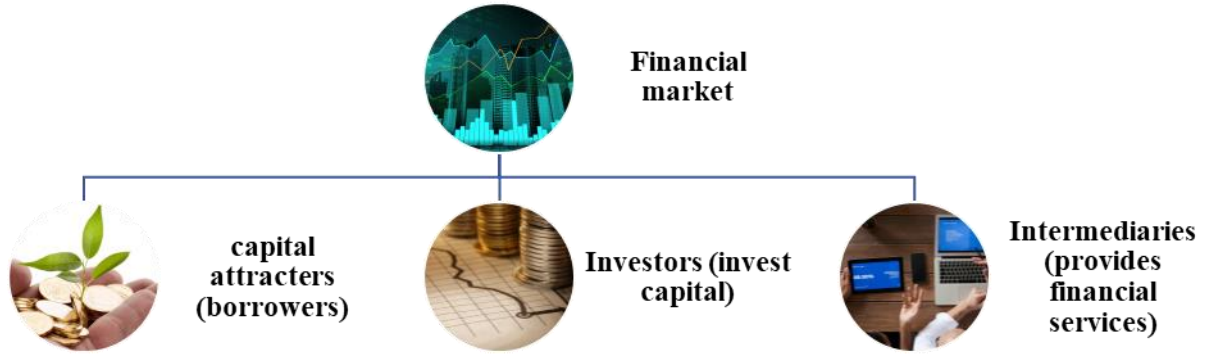 Financial
market
capital
attracters
(borrowers)
Investors (invest
capital)
Intermediaries
(provides
financial
services)